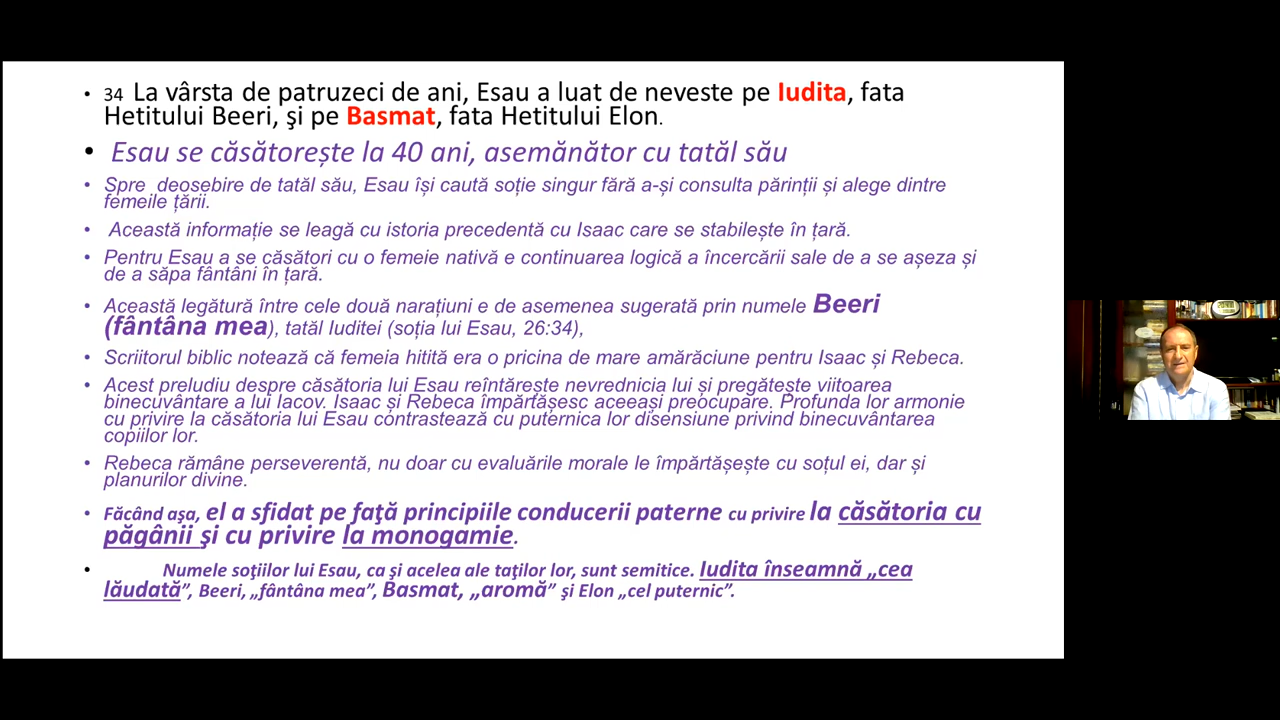 • 34 La vârsta de patruzeci de ani, Esau a luat de neveste pe Iudita, fata
Hetitului Beeri, şi pe Basmat, fata Hetitului Elon.
• Esau se căsătorește la 40 ani, asemănător cu tatăl său
• Spre deosebire de tatăl său, Esau își caută soție singur fără a-și consulta părinții și alege dintre
femeile țării.
• Această informație se leagă cu istoria precedentă cu Isaac care se stabilește în țară.
• Pentru Esau a se căsători cu o femeie nativă e continuarea logică a încercării sale de a se așeza și
de a săpa fântâni în țară.
• Această legătură între cele două narațiuni e de asemenea sugerată prin numele Beeri
(fântâna mea), tatăl Iuditei (soția lui Esau, 26:34),
• Scriitorul biblic notează că femeia hitită era o pricina de mare amărăciune pentru Isaac și Rebeca.
• Acest preludiu despre căsătoria lui Esau reîntărește nevrednicia lui și pregătește viitoarea
binecuvântare a lui Iacov. Isaac și Rebeca împărtășesc aceeași preocupare. Profunda lor armonie
cu privire la căsătoria lui Esau contrastează cu puternica lor disensiune privind binecuvântarea
copiilor lor.
• Rebeca rămâne perseverentă, nu doar cu evaluările morale le împărtășește cu soțul ei, dar și
planurilor divine.
• Făcând aşa, el a sfidat pe faţă principiile conducerii paterne cu privire la căsătoria cu
păgânii şi cu privire la monogamie.
• Numele soţiilor lui Esau, ca şi acelea ale taţilor lor, sunt semitice. Iudita înseamnă „cea
lăudată”, Beeri, „fântâna mea”, Basmat, „aromă” şi Elon „cel puternic”.